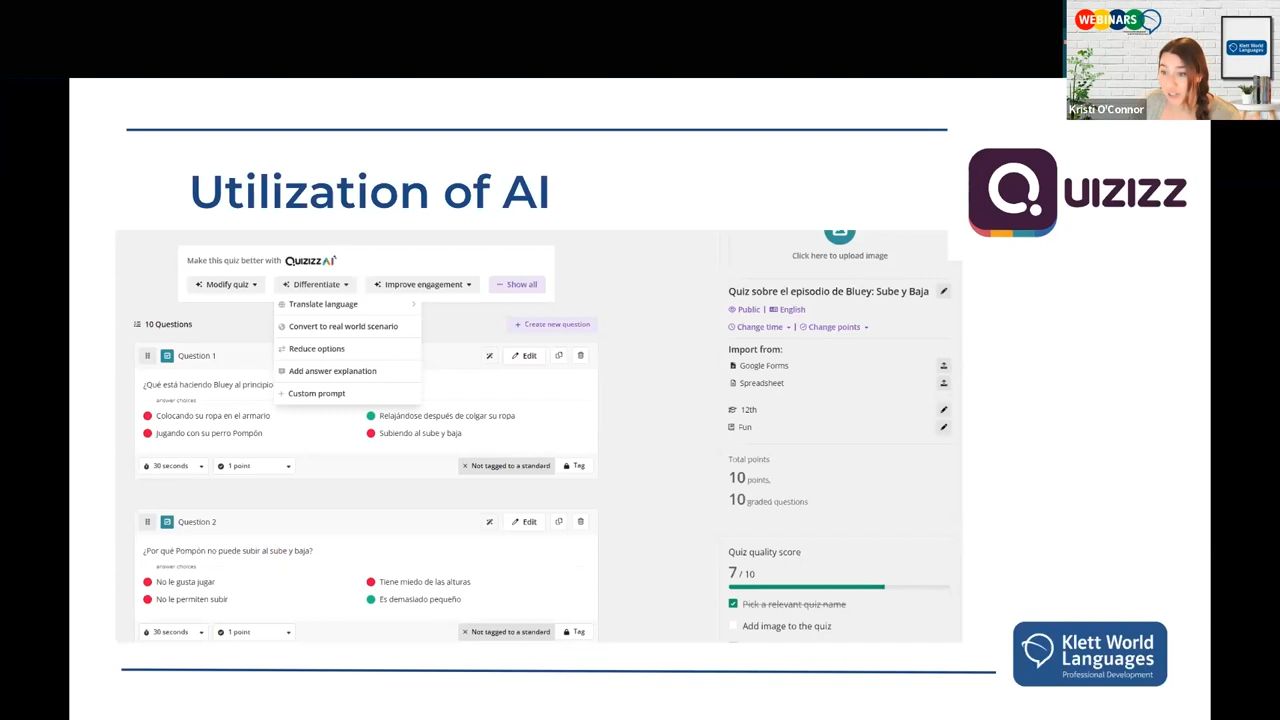 WEBINARS
Klett World
Languages
Kristi O'Connor
Utilization of AI
QUIZIZZ
Make this quiz better with Quizizz AI
Modify quiz
Differentiate
Improve engagement
Show all
Translate language
Convert to real world scenario
Reduce options
Add answer explanation
Custom prompt
10 Questions
Create new question
Question 1
Edit
¿Qué está haciendo Bluey al principio
answer choices
Colocando su ropa en el armario
Relajándose después de colgar su ropa
Jugando con su perro Pompón
Subiendo al sube y baja
30 seconds
1 point
Not tagged to a standard
Tag
Question 2
Edit
¿Por qué Pompón no puede subir al sube y baja?
answer choices
No le gusta jugar
Tiene miedo de las alturas
No le permiten subir
Es demasiado pequeño
30 seconds
1 point
Not tagged to a standard
Tag
Click here to upload image
Quiz sobre el episodio de Bluey: Sube y Baja
Public | English
Change time
Change points
Import from:
Google Forms
Spreadsheet
12th
Fun
Total points
10 points,
10 graded questions
Quiz quality score
7 / 10
Pick a relevant quiz name
Add image to the quiz
Klett World
Languages
Professional Development